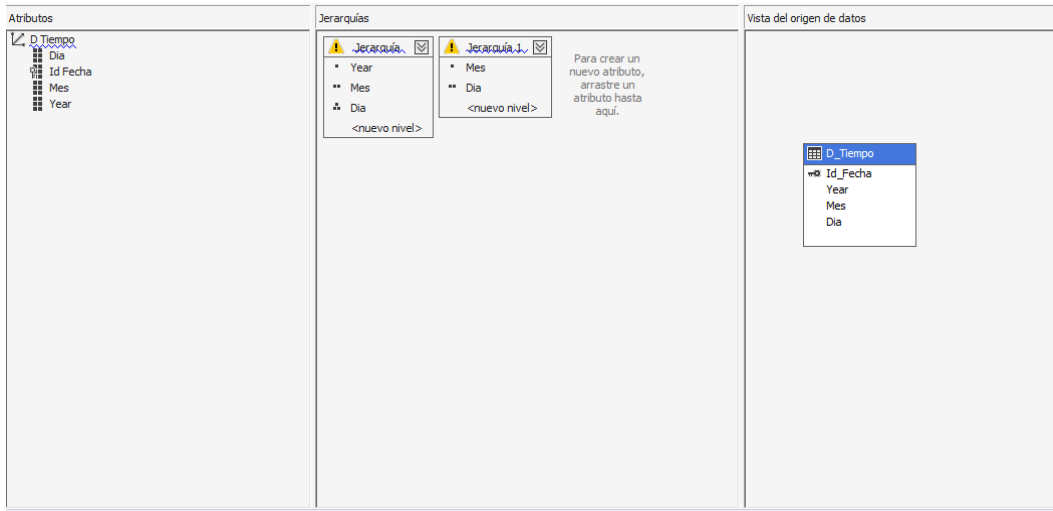 Atributos
D Tiempo
Dia
Id Fecha
Mes
Year
Jerarquías
Jerarquía
Year
Mes
Dia
<nuevo nivel>
Jerarquía 1
Mes
Dia
<nuevo nivel>
Para crear un
nuevo atributo,
arrastre un
atributo hasta
aquí.
Vista del origen de datos
D_Tiempo
Id_Fecha
Year
Mes
Dia